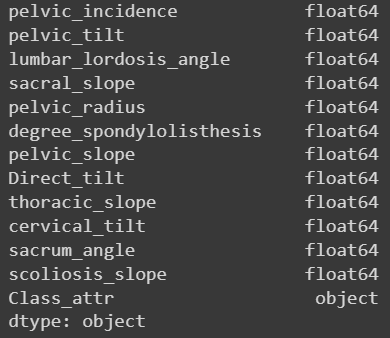 pelvic_incidence float64
pelvic_tilt float64
lumbar_lordosis_angle float64
sacral_slope float64
pelvic_radius float64
degree_spondylolisthesis float64
pelvic_slope float64
Direct_tilt float64
thoracic_slope float64
cervical_tilt float64
sacrum_angle float64
scoliosis_slope float64
Class_attr object
dtype: object